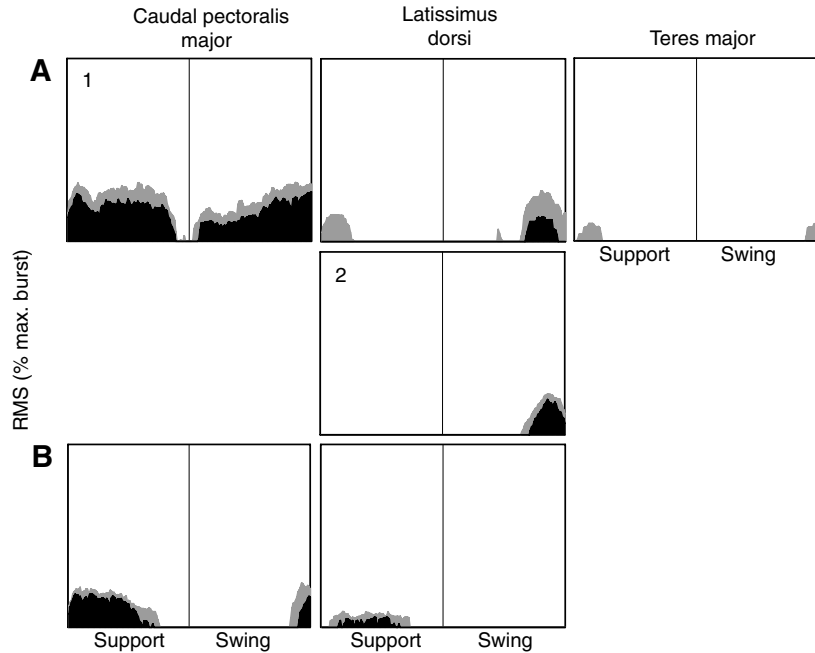 Caudal pectoralis
major
Latissimus
dorsi
Teres major
A
1
Support
Swing
2
RMS (% max. burst)
B
Support
Swing
Support
Swing